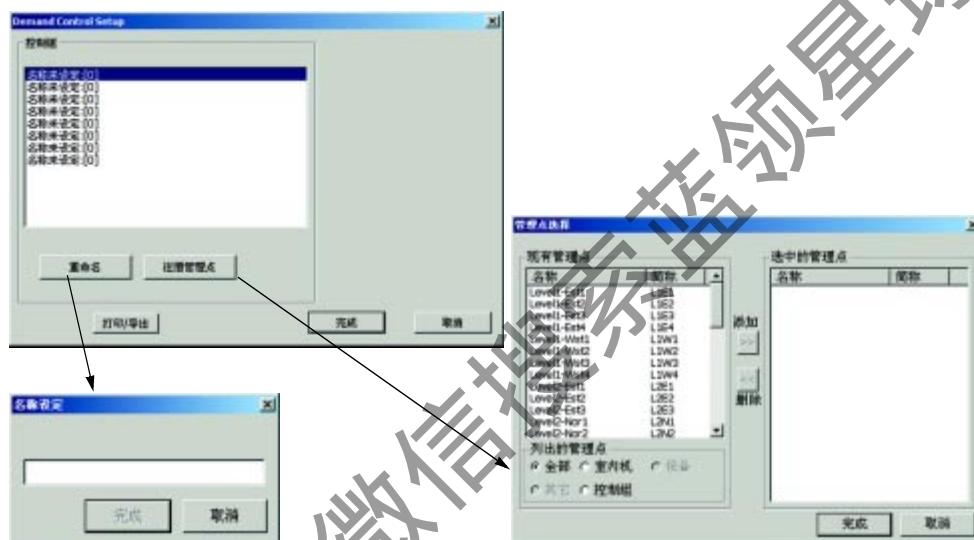 Demand Control Setup
控制组
名称未设定:[0]
名称未设定:[0]
名称未设定:[0]
名称未设定:[0]
名称未设定:[0]
名称未设定:[0]
名称未设定:[0]
名称未设定:[0]
重命名
注册管理点
打印/导出
完成
取消
名称设定
完成
取消
管理点选择
现有管理点
名称 简称
Level1-Est1 L1E1
Level1-Est2 L1E2
Level1-Est3 L1E3
Level1-Est4 L1E4
Level1-Wst1 L1W1
Level1-Wst2 L1W2
Level1-Wst3 L1W3
Level1-Wst4 L1W4
Level2-Est1 L2E1
Level2-Est2 L2E2
Level2-Est3 L2E3
Level2-Nor1 L2N1
Level2-Nor2 L2N2
列出的管理点
全部 室内机 设备
其它 控制组
添加
>>
<<
删除
选中的管理点
名称 简称
完成
取消
微信搜索蓝领星球